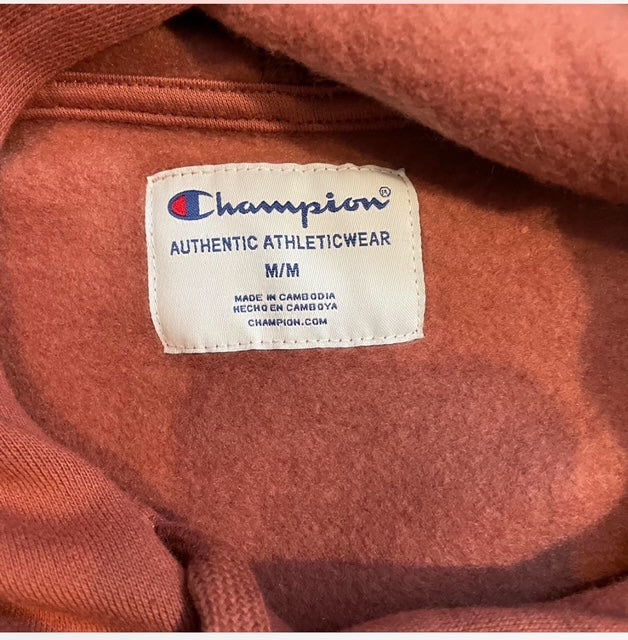 Champion®
AUTHENTIC ATHLETICWEAR
M/M
MADE IN CAMBODIA
HECHO EN CAMBOYA
CHAMPION.COM